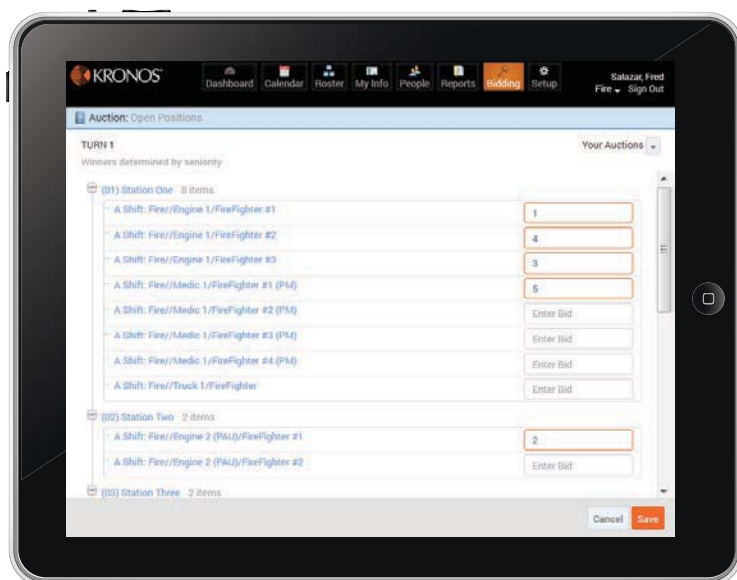 KRONOS
Dashboard Calendar Roster My Info People Reports Bidding Setup
Salazar, Fred
Fire Sign Out
Auction: Open Positions
TURN 1
Your Auctions
Winners determined by seniority
(01) Station One 8 items
A Shift: Fire//Engine 1/FireFighter #1 1
A Shift: Fire//Engine 1/FireFighter #2 4
A Shift: Fire//Engine 1/FireFighter #3 3
A Shift: Fire//Medic 1/FireFighter #1 (PM) 5
A Shift: Fire//Medic 1/FireFighter #2 (PM) Enter Bid
A Shift: Fire//Medic 1/FireFighter #3 (PM) Enter Bid
A Shift: Fire//Medic 1/FireFighter #4 (PM) Enter Bid
A Shift: Fire//Truck 1/FireFighter Enter Bid
(02) Station Two 2 items
A Shift: Fire//Engine 2 (PAU)/FireFighter #1 2
A Shift: Fire//Engine 2 (PAU)/FireFighter #2 Enter Bid
(03) Station Three 2 items
Cancel Save